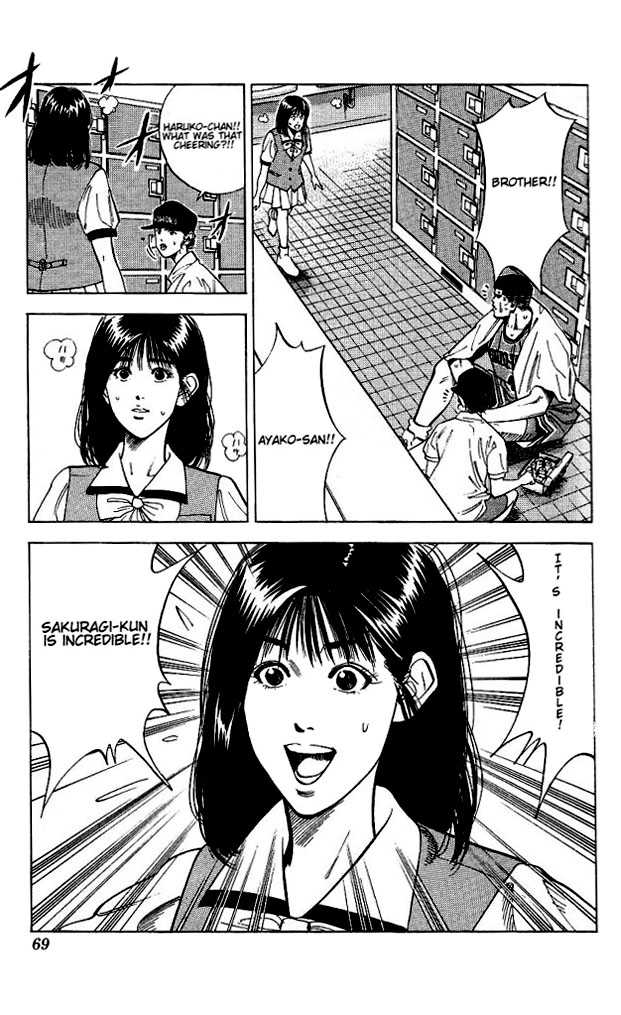 BROTHER!!
AYAKO-SAN!!
HARUKO-CHAN!!
WHAT WAS THAT
CHEERING?!!
IT'S INCREDIBLE!
SAKURAGI-KUN
IS INCREDIBLE!!
69